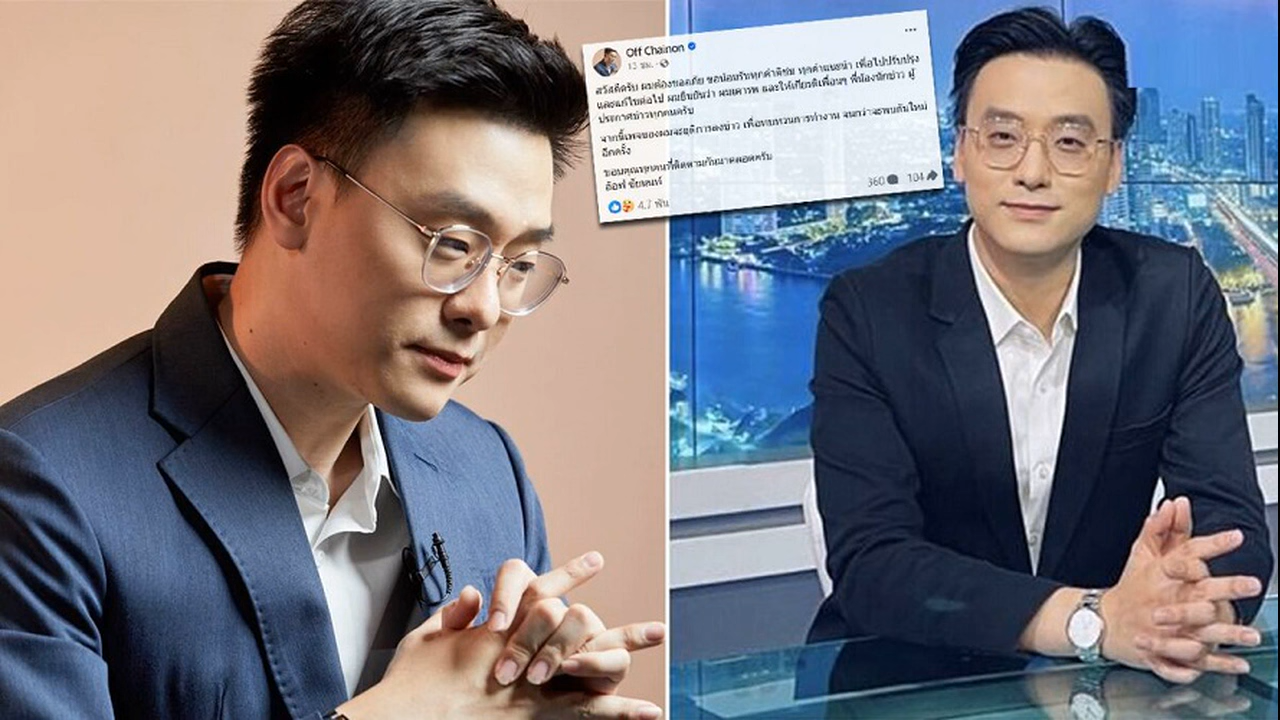 Off Chainon
13 ชม.
สวัสดีครับ ผมต้องขออภัย ขอน้อมรับทุกคำติชม ทุกคำแนะนำ เพื่อไปปรับปรุง
และแก้ไขต่อไป ผมยืนยันว่า ผมเคารพ และให้เกียรติเพื่อนๆ พี่น้องนักข่าว ผู้
ประกาศข่าวทุกคนครับ
จากนี้เพจของผมจะยุติการลงข่าว เพื่อทบทวนการทำงาน จนกว่าจะพบกันใหม่
อีกครั้ง
ขอบคุณทุกคนที่ติดตามกันมาตลอดครับ
อ๊อฟ ชัยนนท์
4.7 พัน 360 104